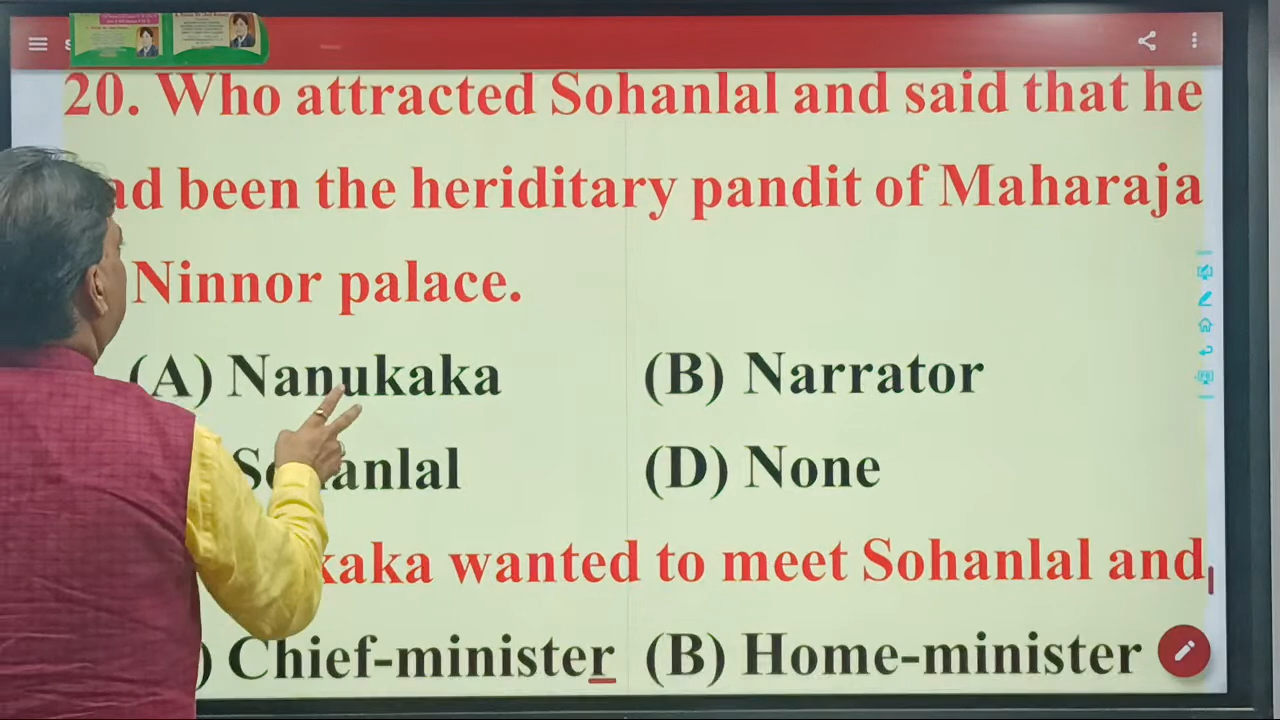 20. Who attracted Sohanlal and said that he
ad been the heriditary pandit of Maharaja
Ninnor palace.
(A) Nanukaka (B) Narrator
Sohanlal (D) None
kaka wanted to meet Sohanlal and
) Chief-minister (B) Home-minister